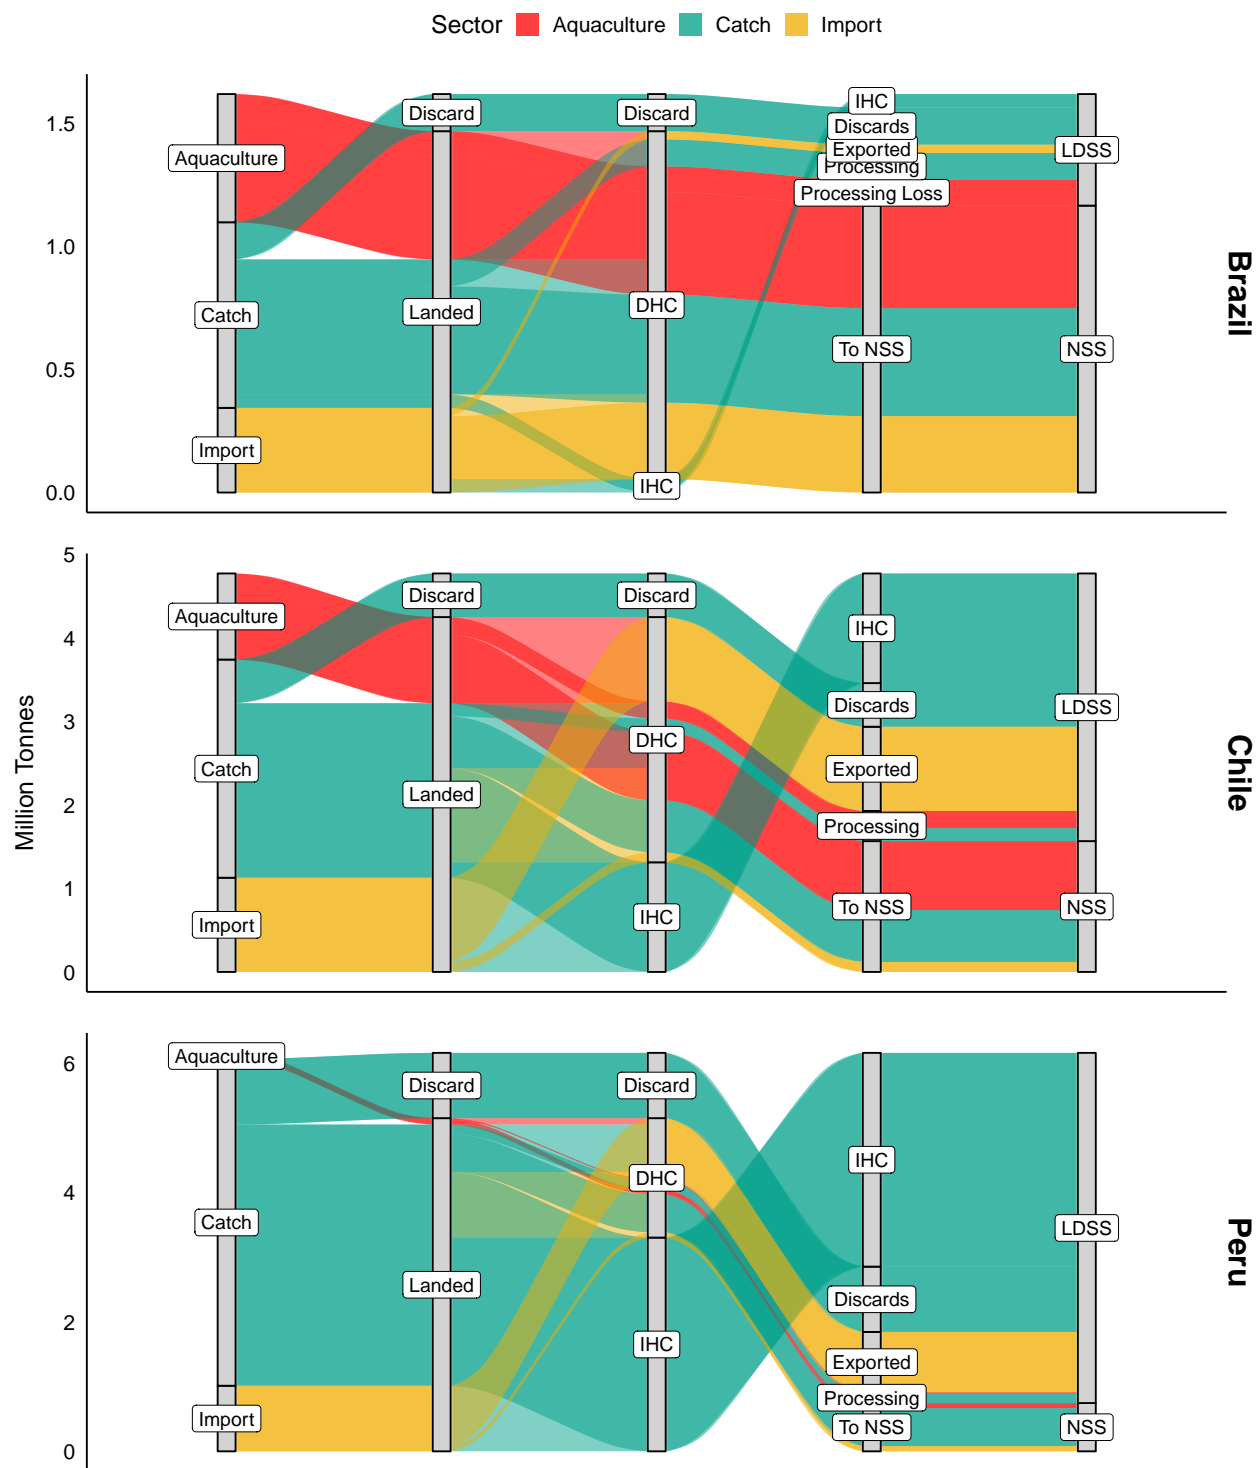 Sector Aquaculture Catch Import
1.5
1.0
0.5
0.0
Aquaculture
Catch
Import
Discard
Landed
Discard
DHC
IHC
IHC
Discards
Exported
Processing
Processing Loss
To NSS
LDSS
NSS
Brazil
Million Tonnes
5
4
3
2
1
0
Aquaculture
Catch
Import
Discard
Landed
Discard
DHC
IHC
IHC
Discards
Exported
Processing
To NSS
LDSS
NSS
Chile
6
4
2
0
Aquaculture
Catch
Import
Discard
Landed
Discard
DHC
IHC
IHC
Discards
Exported
Processing
To NSS
LDSS
NSS
Peru